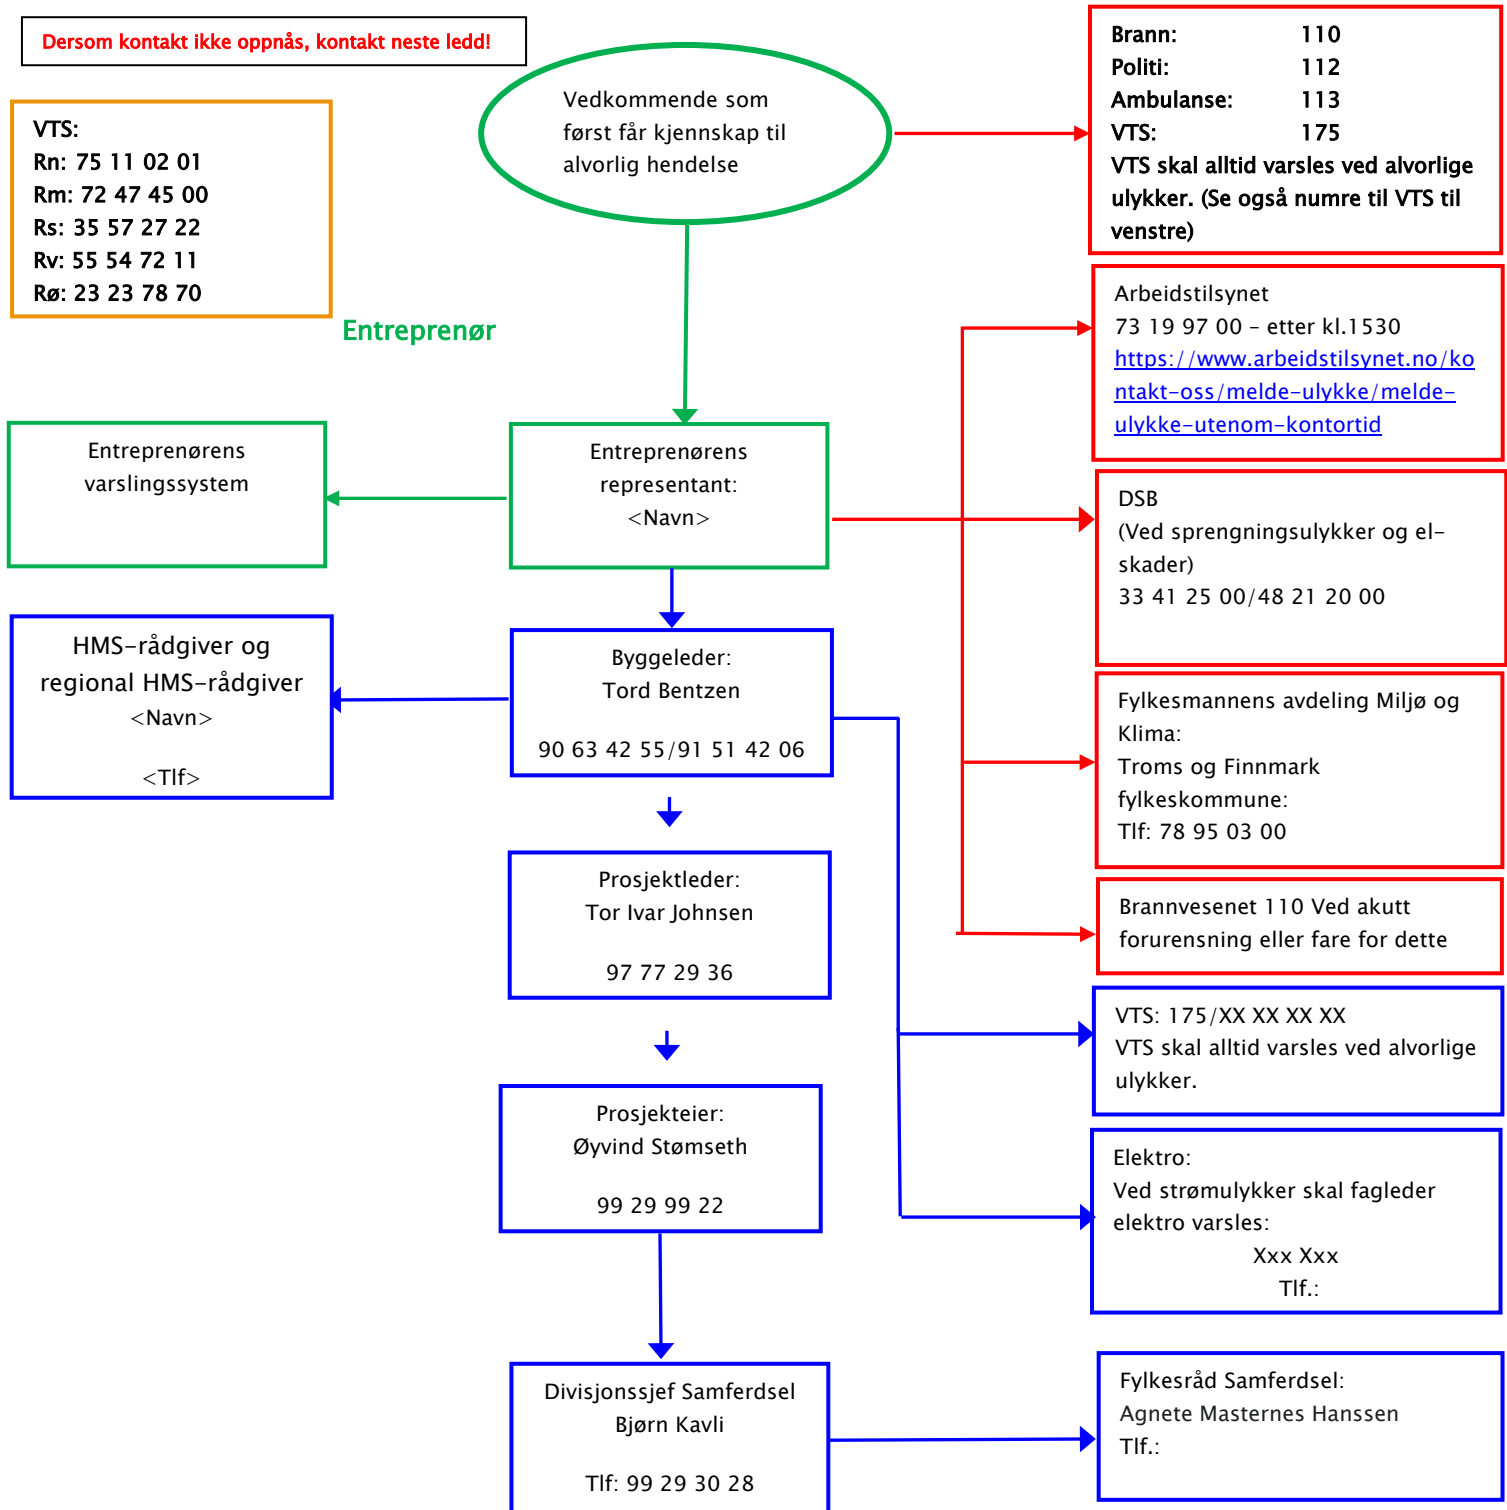 Dersom kontakt ikke oppnås, kontakt neste ledd!
VTS:
Rn: 75 11 02 01
Rm: 72 47 45 00
Rs: 35 57 27 22
Rv: 55 54 72 11
Rø: 23 23 78 70
Vedkommende som
først får kjennskap til
alvorlig hendelse
Brann: 110
Politi: 112
Ambulanse: 113
VTS: 175
VTS skal alltid varsles ved alvorlige
ulykker. (Se også numre til VTS til
venstre)
Entreprenør
Arbeidstilsynet
73 19 97 00 – etter kl.1530
https://www.arbeidstilsynet.no/ko
ntakt-oss/melde-ulykke/melde-
ulykke-utenom-kontortid
Entreprenørens
varslingssystem
Entreprenørens
representant:
<Navn>
DSB
(Ved sprengningsulykker og el-
skader)
33 41 25 00/48 21 20 00
HMS-rådgiver og
regional HMS-rådgiver
<Navn>
<Tlf>
Byggeleder:
Tord Bentzen
90 63 42 55/91 51 42 06
Fylkesmannens avdeling Miljø og
Klima:
Troms og Finnmark
fylkeskommune:
Tlf: 78 95 03 00
Prosjektleder:
Tor Ivar Johnsen
97 77 29 36
Brannvesenet 110 Ved akutt
forurensning eller fare for dette
VTS: 175/XX XX XX XX
VTS skal alltid varsles ved alvorlige
ulykker.
Prosjekteier:
Øyvind Stømseth
99 29 99 22
Elektro:
Ved strømulykker skal fagleder
elektro varsles:
Xxx Xxx
Tlf.:
Divisjonssjef Samferdsel
Bjørn Kavli
Tlf: 99 29 30 28
Fylkesråd Samferdsel:
Agnete Masternes Hanssen
Tlf.: